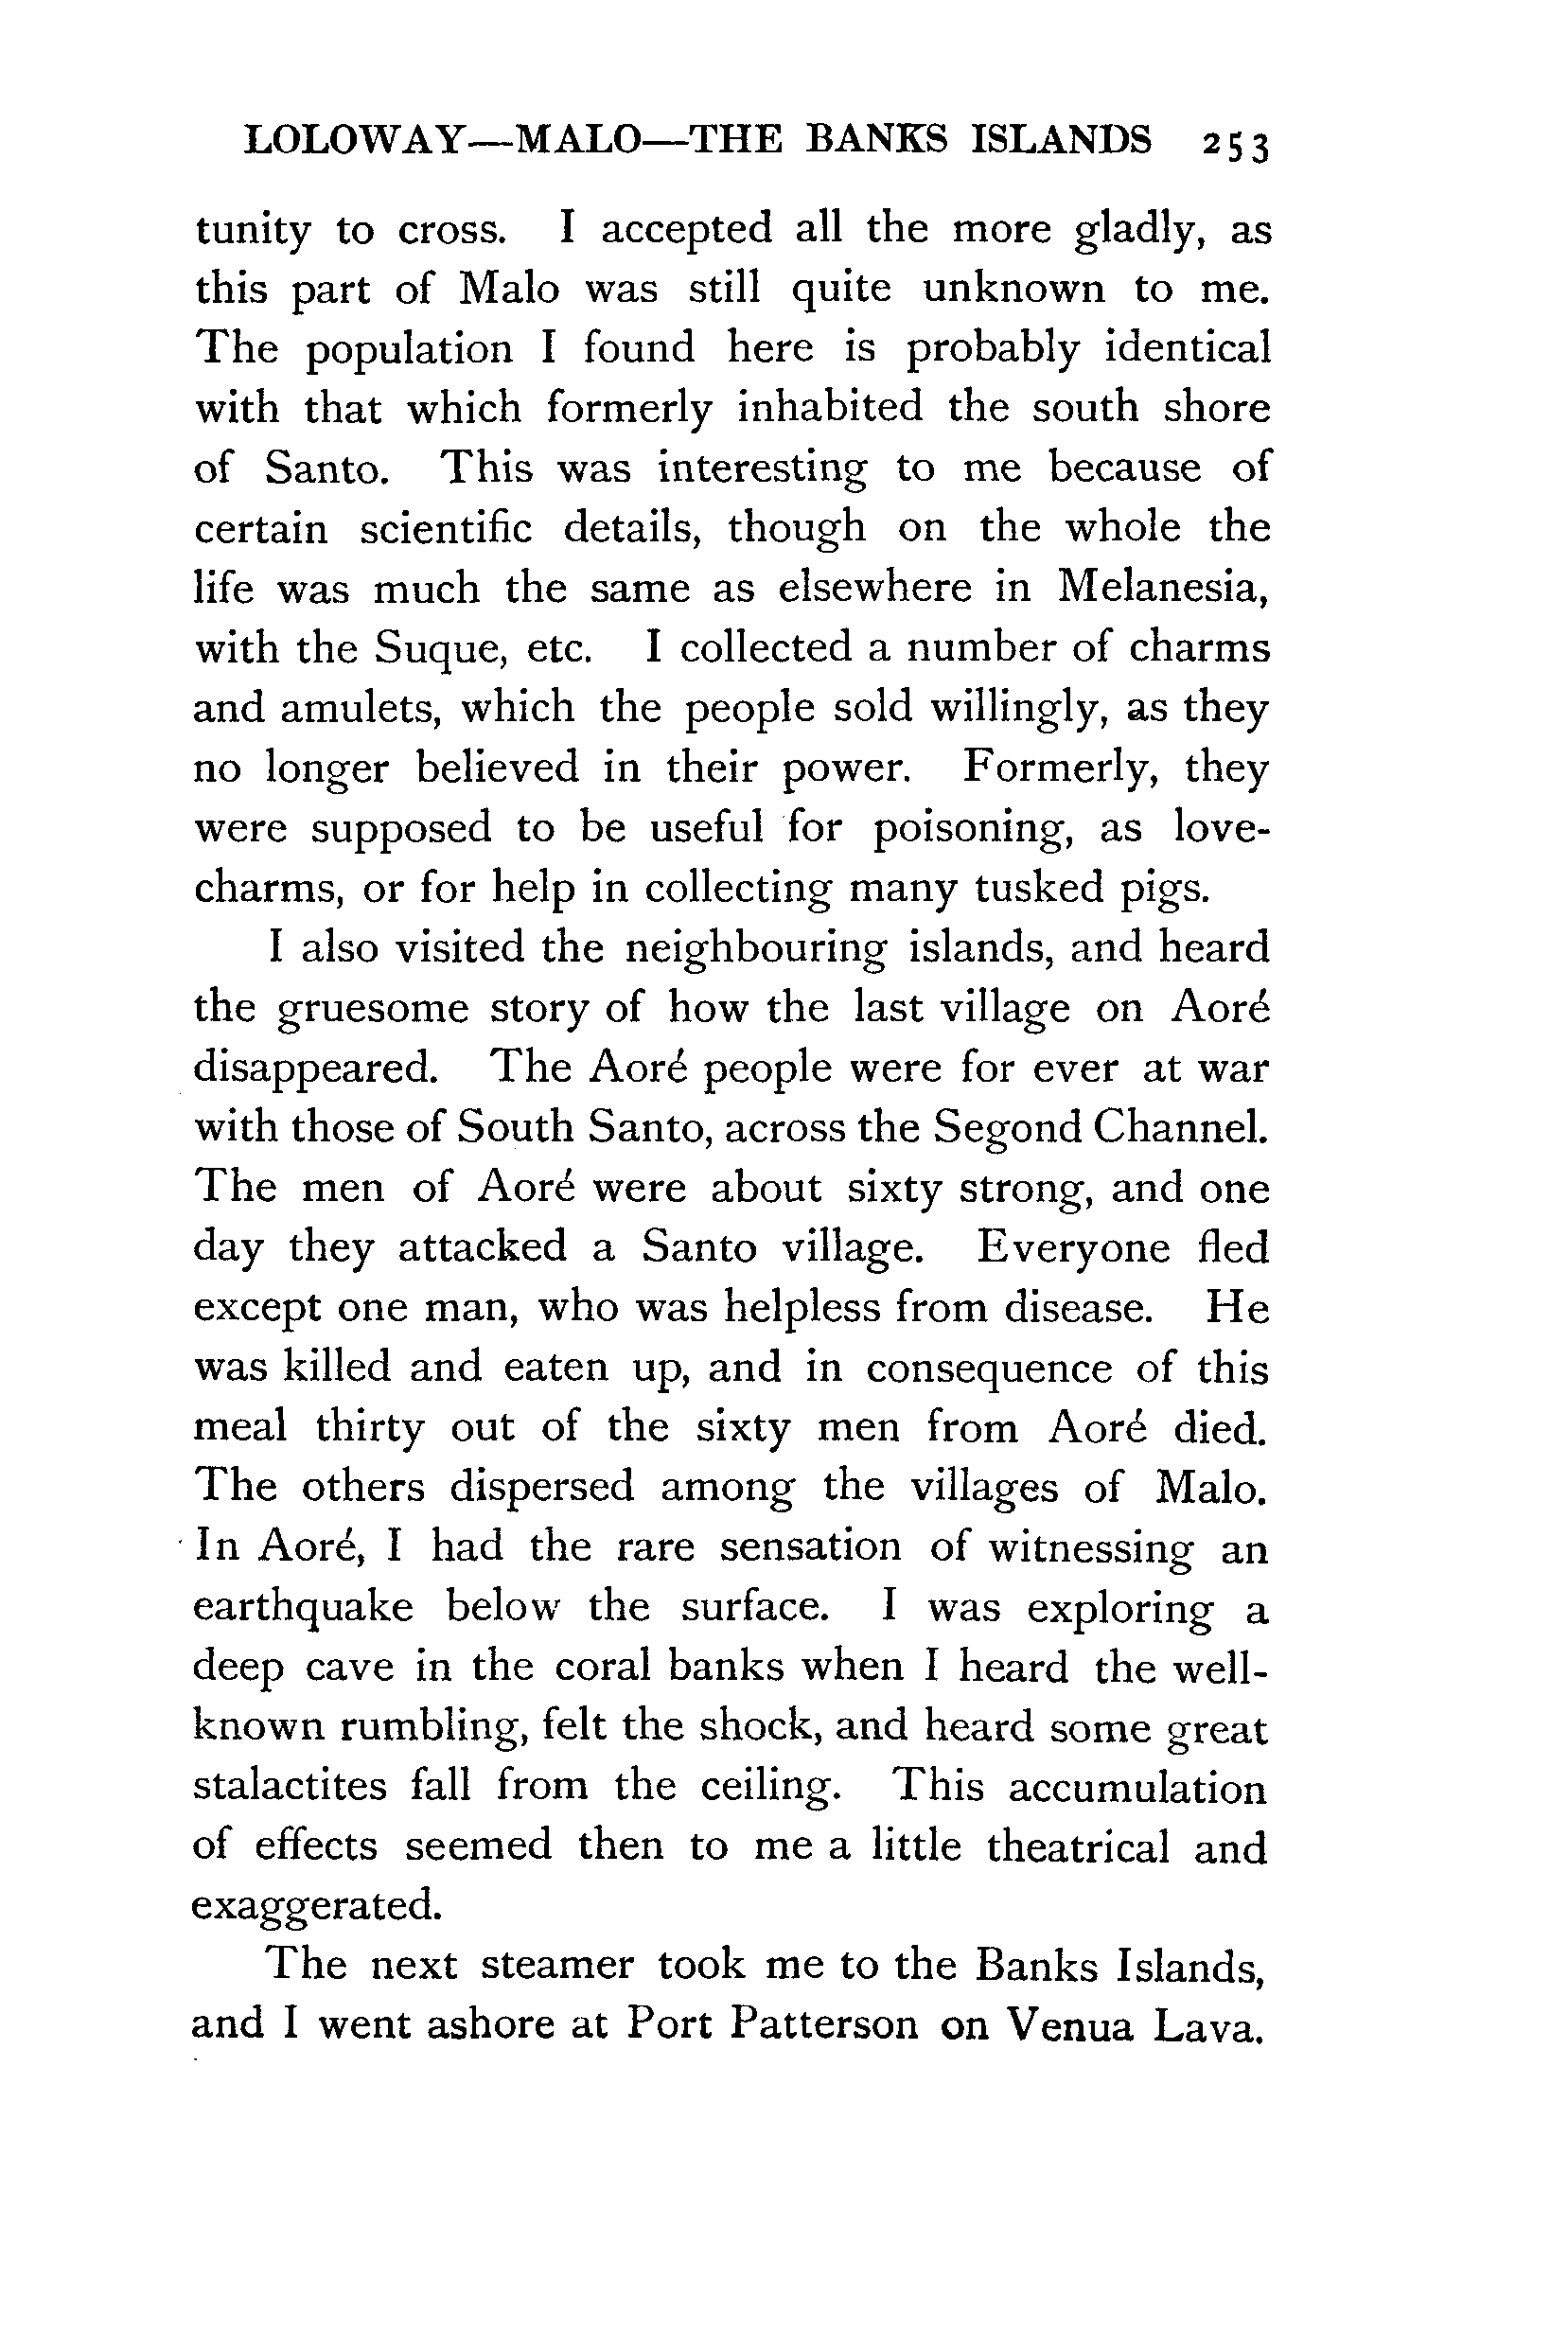 LOLOWAY—MALO—THE BANKS ISLANDS 253
tunity to cross. I accepted all the more gladly, as
this part of Malo was still quite unknown to me.
The population I found here is probably identical
with that which formerly inhabited the south shore
of Santo. This was interesting to me because of
certain scientific details, though on the whole the
life was much the same as elsewhere in Melanesia,
with the Suque, etc. I collected a number of charms
and amulets, which the people sold willingly, as they
no longer believed in their power. Formerly, they
were supposed to be useful for poisoning, as love-
charms, or for help in collecting many tusked pigs.
I also visited the neighbouring islands, and heard
the gruesome story of how the last village on Aoré
disappeared. The Aoré people were for ever at war
with those of South Santo, across the Segond Channel.
The men of Aoré were about sixty strong, and one
day they attacked a Santo village. Everyone fled
except one man, who was helpless from disease. He
was killed and eaten up, and in consequence of this
meal thirty out of the sixty men from Aoré died.
The others dispersed among the villages of Malo.
In Aoré, I had the rare sensation of witnessing an
earthquake below the surface. I was exploring a
deep cave in the coral banks when I heard the well-
known rumbling, felt the shock, and heard some great
stalactites fall from the ceiling. This accumulation
of effects seemed then to me a little theatrical and
exaggerated.
The next steamer took me to the Banks Islands,
and I went ashore at Port Patterson on Venua Lava.